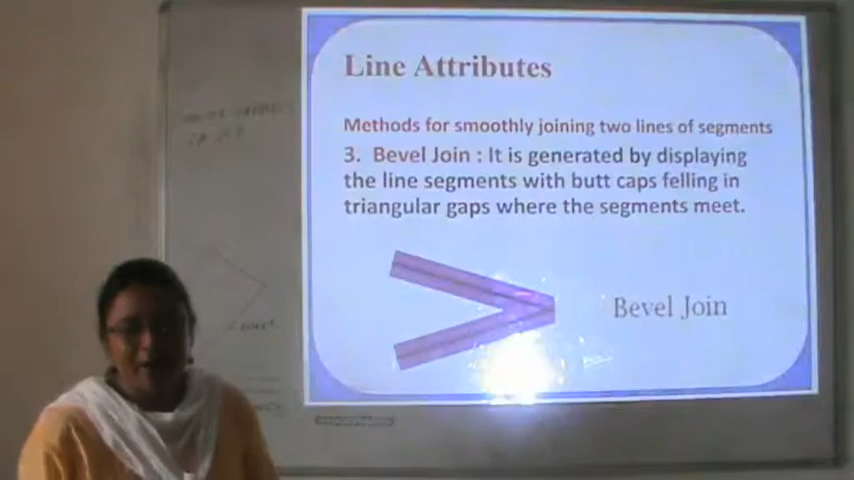 Line Attributes
Methods for smoothly joining two lines of segments
3. Bevel Join : It is generated by displaying
the line segments with butt caps felling in
triangular gaps where the segments meet.
Bevel Join